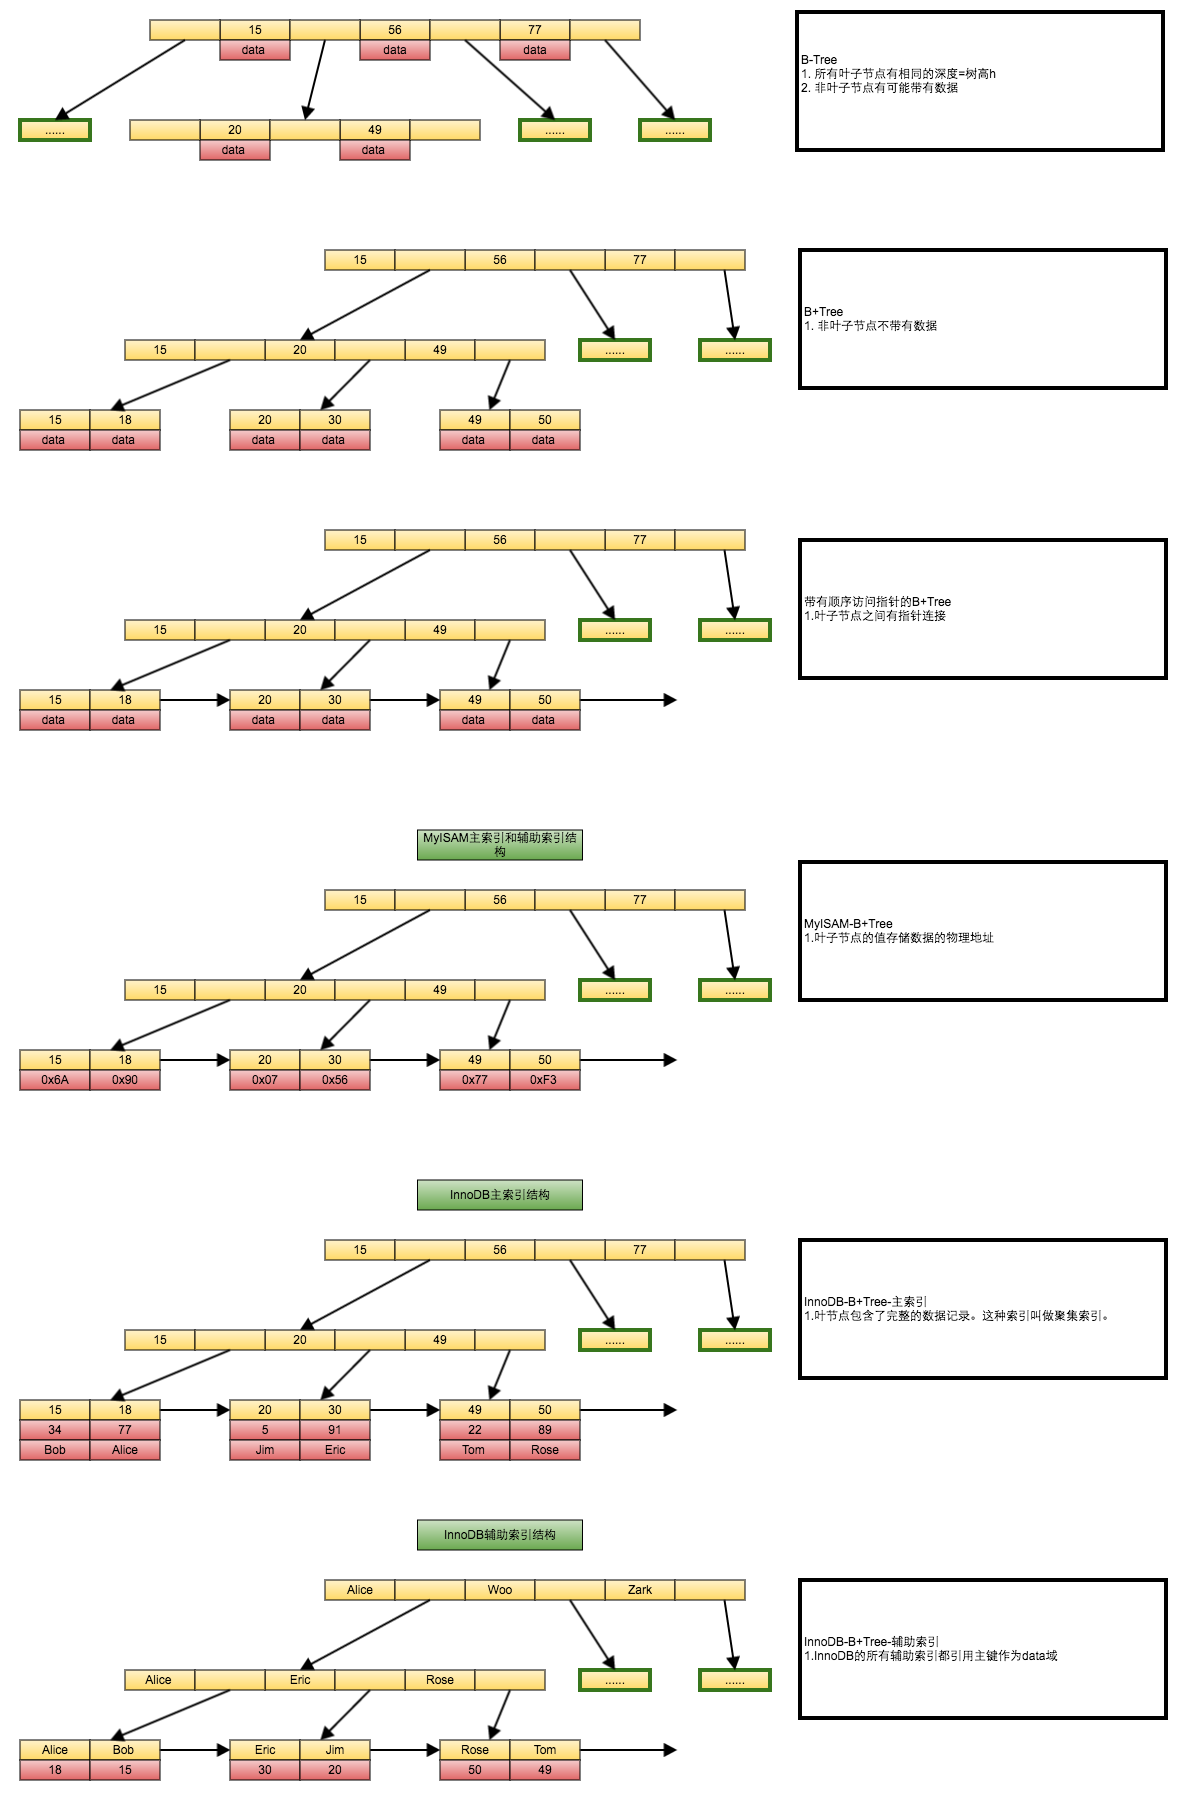 15 56 77
data data data
...... 20 49 ...... ......
data data
B-Tree
1. 所有叶子节点有相同的深度=树高h
2. 非叶子节点有可能带有数据
15 56 77
15 20 49 ...... ......
15 18 20 30 49 50
data data data data data data
B+Tree
1. 非叶子节点不带有数据
15 56 77
15 20 49 ...... ......
15 18 20 30 49 50
data data data data data data
带有顺序访问指针的B+Tree
1.叶子节点之间有指针连接
MyISAM主索引和辅助索引结
构
15 56 77
15 20 49 ...... ......
15 18 20 30 49 50
0x6A 0x90 0x07 0x56 0x77 0xF3
MyISAM-B+Tree
1.叶子节点的值存储数据的物理地址
InnoDB主索引结构
15 56 77
15 20 49 ...... ......
15 18 20 30 49 50
34 77 5 91 22 89
Bob Alice Jim Eric Tom Rose
InnoDB-B+Tree-主索引
1.叶节点包含了完整的数据记录。这种索引叫做聚集索引。
InnoDB辅助索引结构
Alice Woo Zark
Alice Eric Rose ...... ......
Alice Bob Eric Jim Rose Tom
18 15 30 20 50 49
InnoDB-B+Tree-辅助索引
1.InnoDB的所有辅助索引都引用主键作为data域